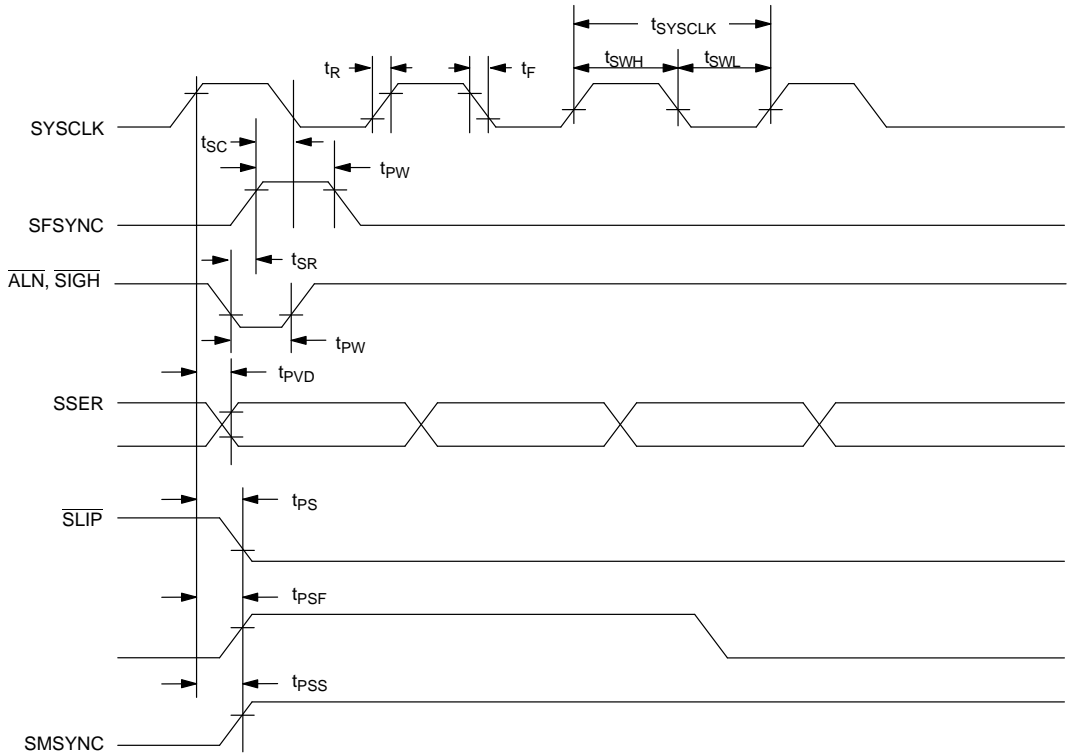 tSYSCLK
tR
tF
tSWH
tSWL
SYSCLK
tSC
tPW
SFSYNC
tSR
ALN, SIGH
tPW
tPVD
SSER
tPS
SLIP
tPSF
tPSS
SMSYNC